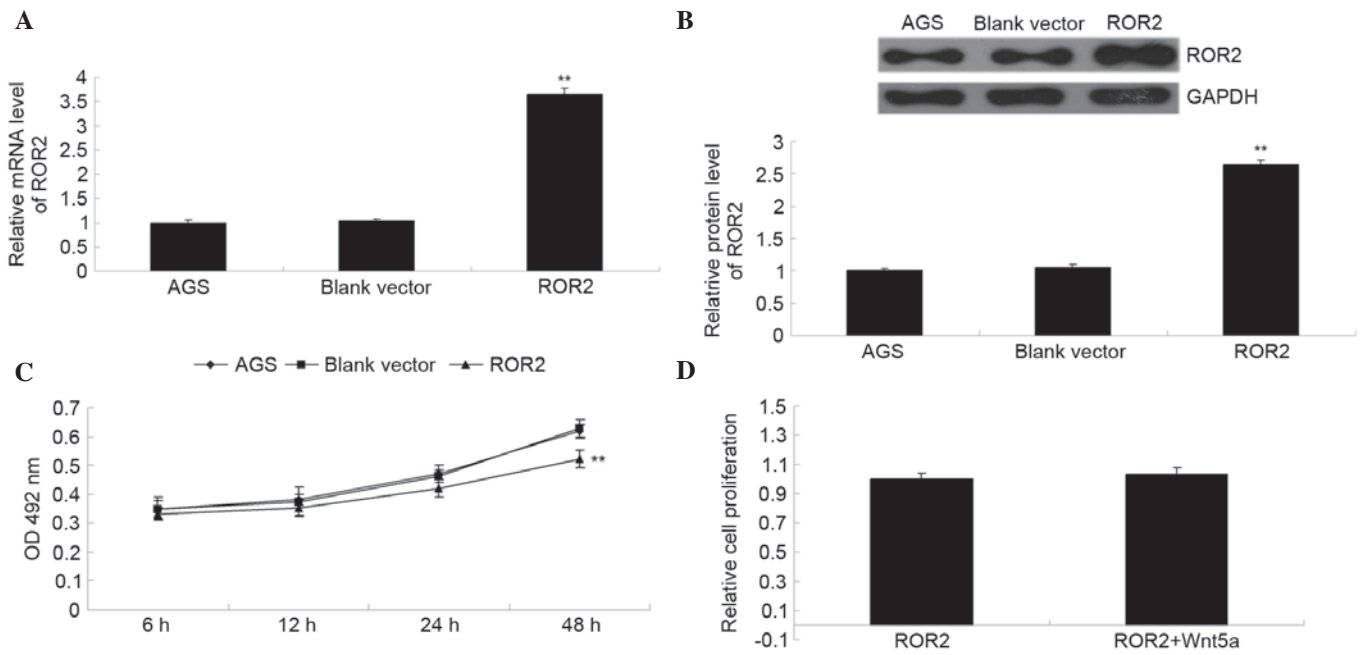 A
Relative mRNA level
of ROR2
4
3.5
3
2.5
2
1.5
1
0.5
0
**
AGS Blank vector ROR2
B
AGS Blank vector ROR2
ROR2
GAPDH
Relatrive protein level
of ROR2
3
2.5
2
1.5
1
0.5
0
**
AGS Blank vector ROR2
C
AGS Blank vector ROR2
OD 492 nm
0.7
0.6
0.5
0.4
0.3
0.2
0.1
0
**
6 h 12 h 24 h 48 h
D
Relative cell proliferation
1.5
1.3
1.1
0.9
0.7
0.5
0.3
0.1
-0.1
ROR2 ROR2+Wnt5a